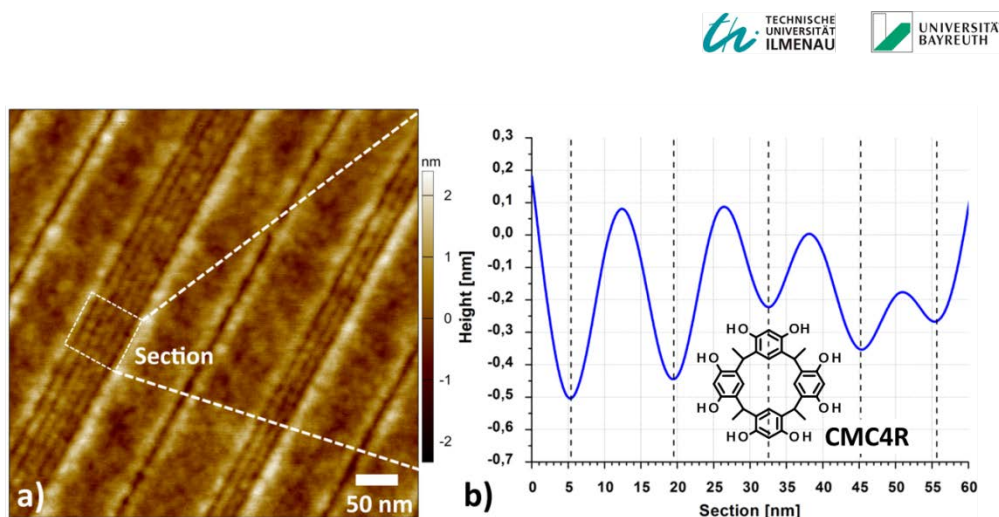 TECHNISCHE
UNIVERSITÄT
ILMENAU
UNIVERSITÄ
BAYREUTH
nm
2
1
0
-1
-2
Section
50 nm
a)
b)
Height [nm]
0,3
0,2
0,1
0,0
-0,1
-0,2
-0,3
-0,4
-0,5
-0,6
-0,7
HO OH
HO OH
HO OH
HO OH
CMC4R
0 5 10 15 20 25 30 35 40 45 50 55 60
Section [nm]